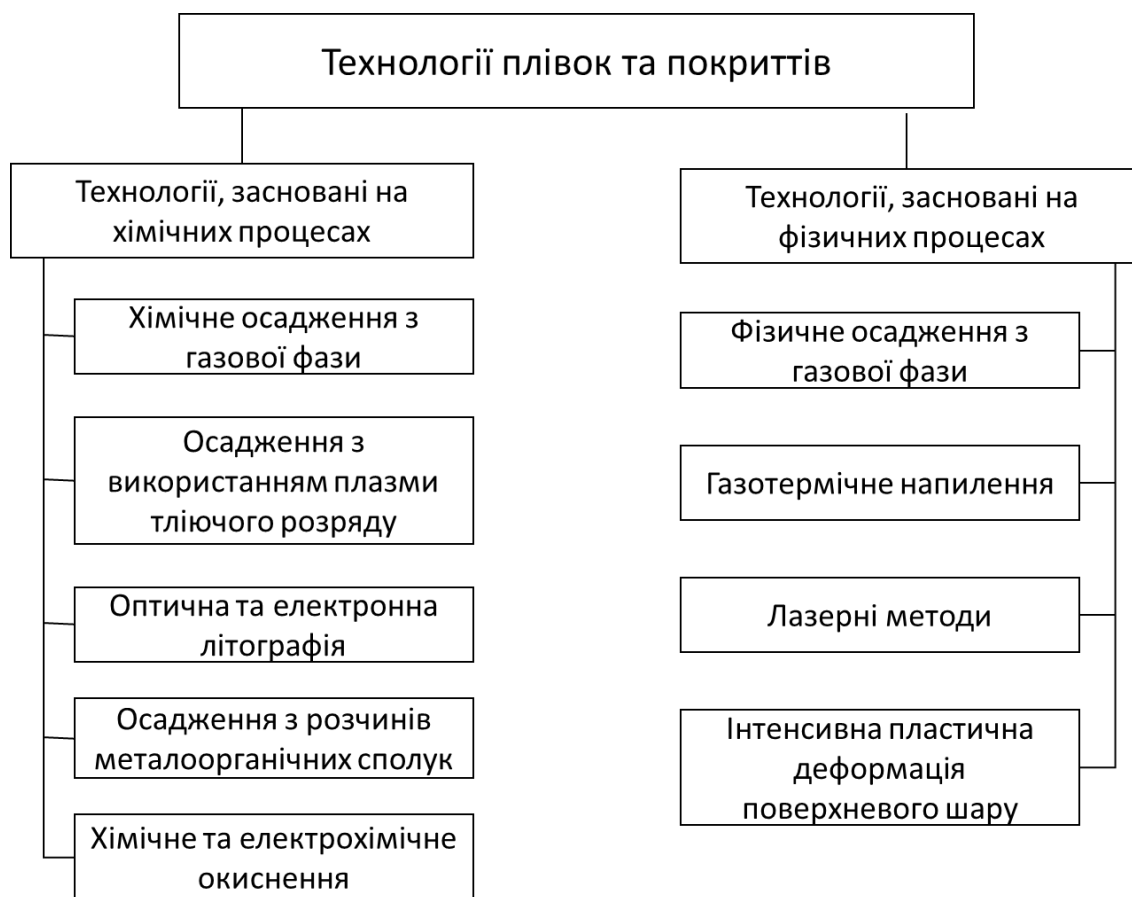 Технології плівок та покриттів
Технології, засновані на
хімічних процесах
Хімічне осадження з
газової фази
Осадження з
використанням плазми
тліючого розряду
Оптична та електронна
літографія
Осадження з розчинів
металоорганічних сполук
Хімічне та електрохімічне
окиснення
Технології, засновані на
фізичних процесах
Фізичне осадження з
газової фази
Газотермічне напилення
Лазерні методи
Інтенсивна пластична
деформація
поверхневого шару